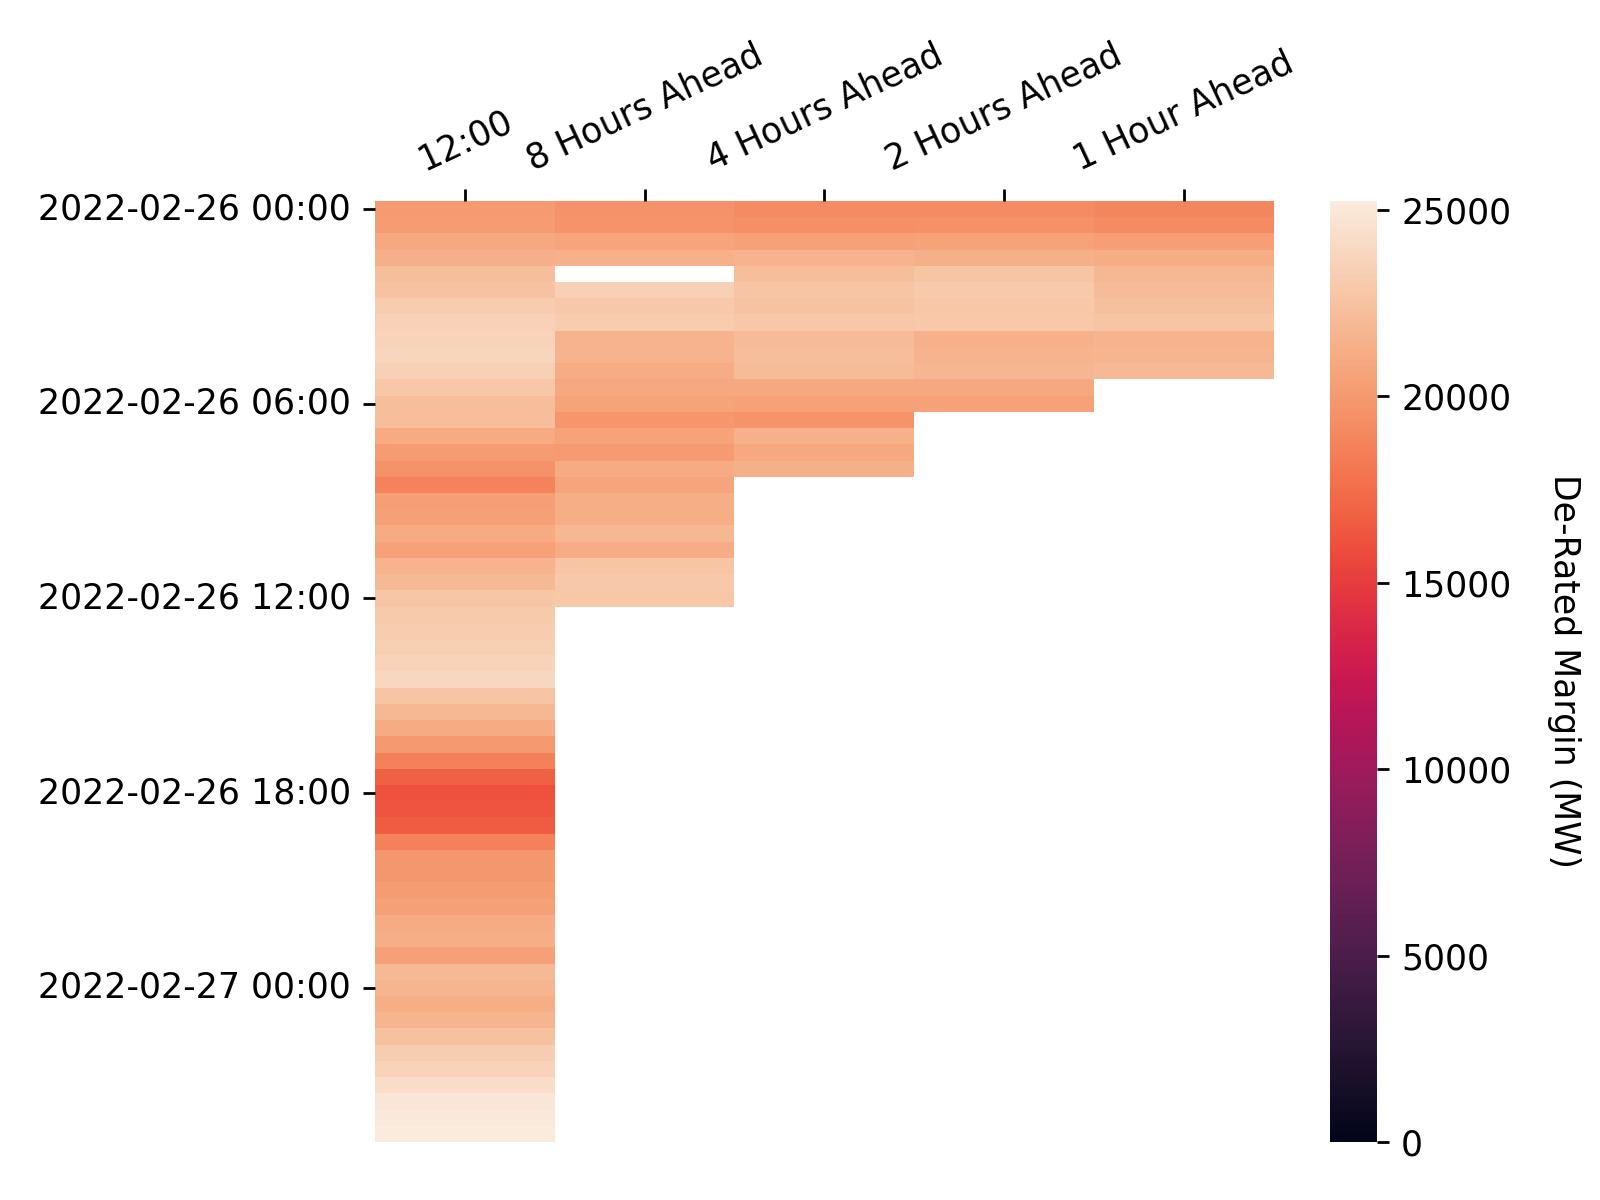 12:00
8 Hours Ahead
4 Hours Ahead
2 Hours Ahead
1 Hour Ahead
2022-02-26 00:00
2022-02-26 06:00
2022-02-26 12:00
2022-02-26 18:00
2022-02-27 00:00
25000
20000
15000
10000
5000
0
De-Rated Margin (MW)